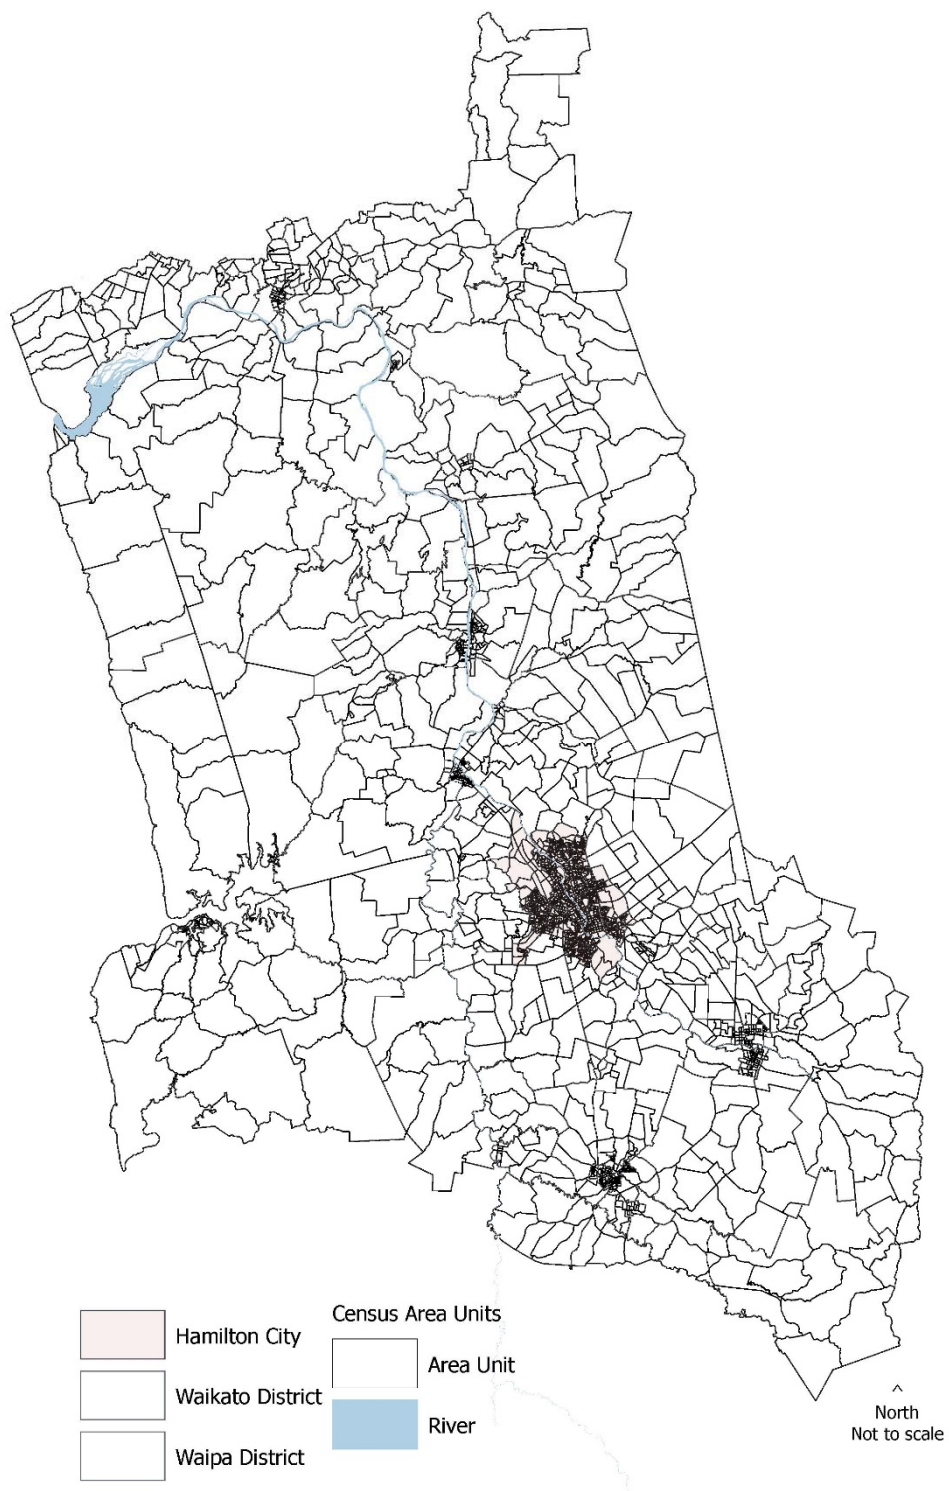 Hamilton City
Waikato District
Waipa District
Census Area Units
Area Unit
River
North
Not to scale